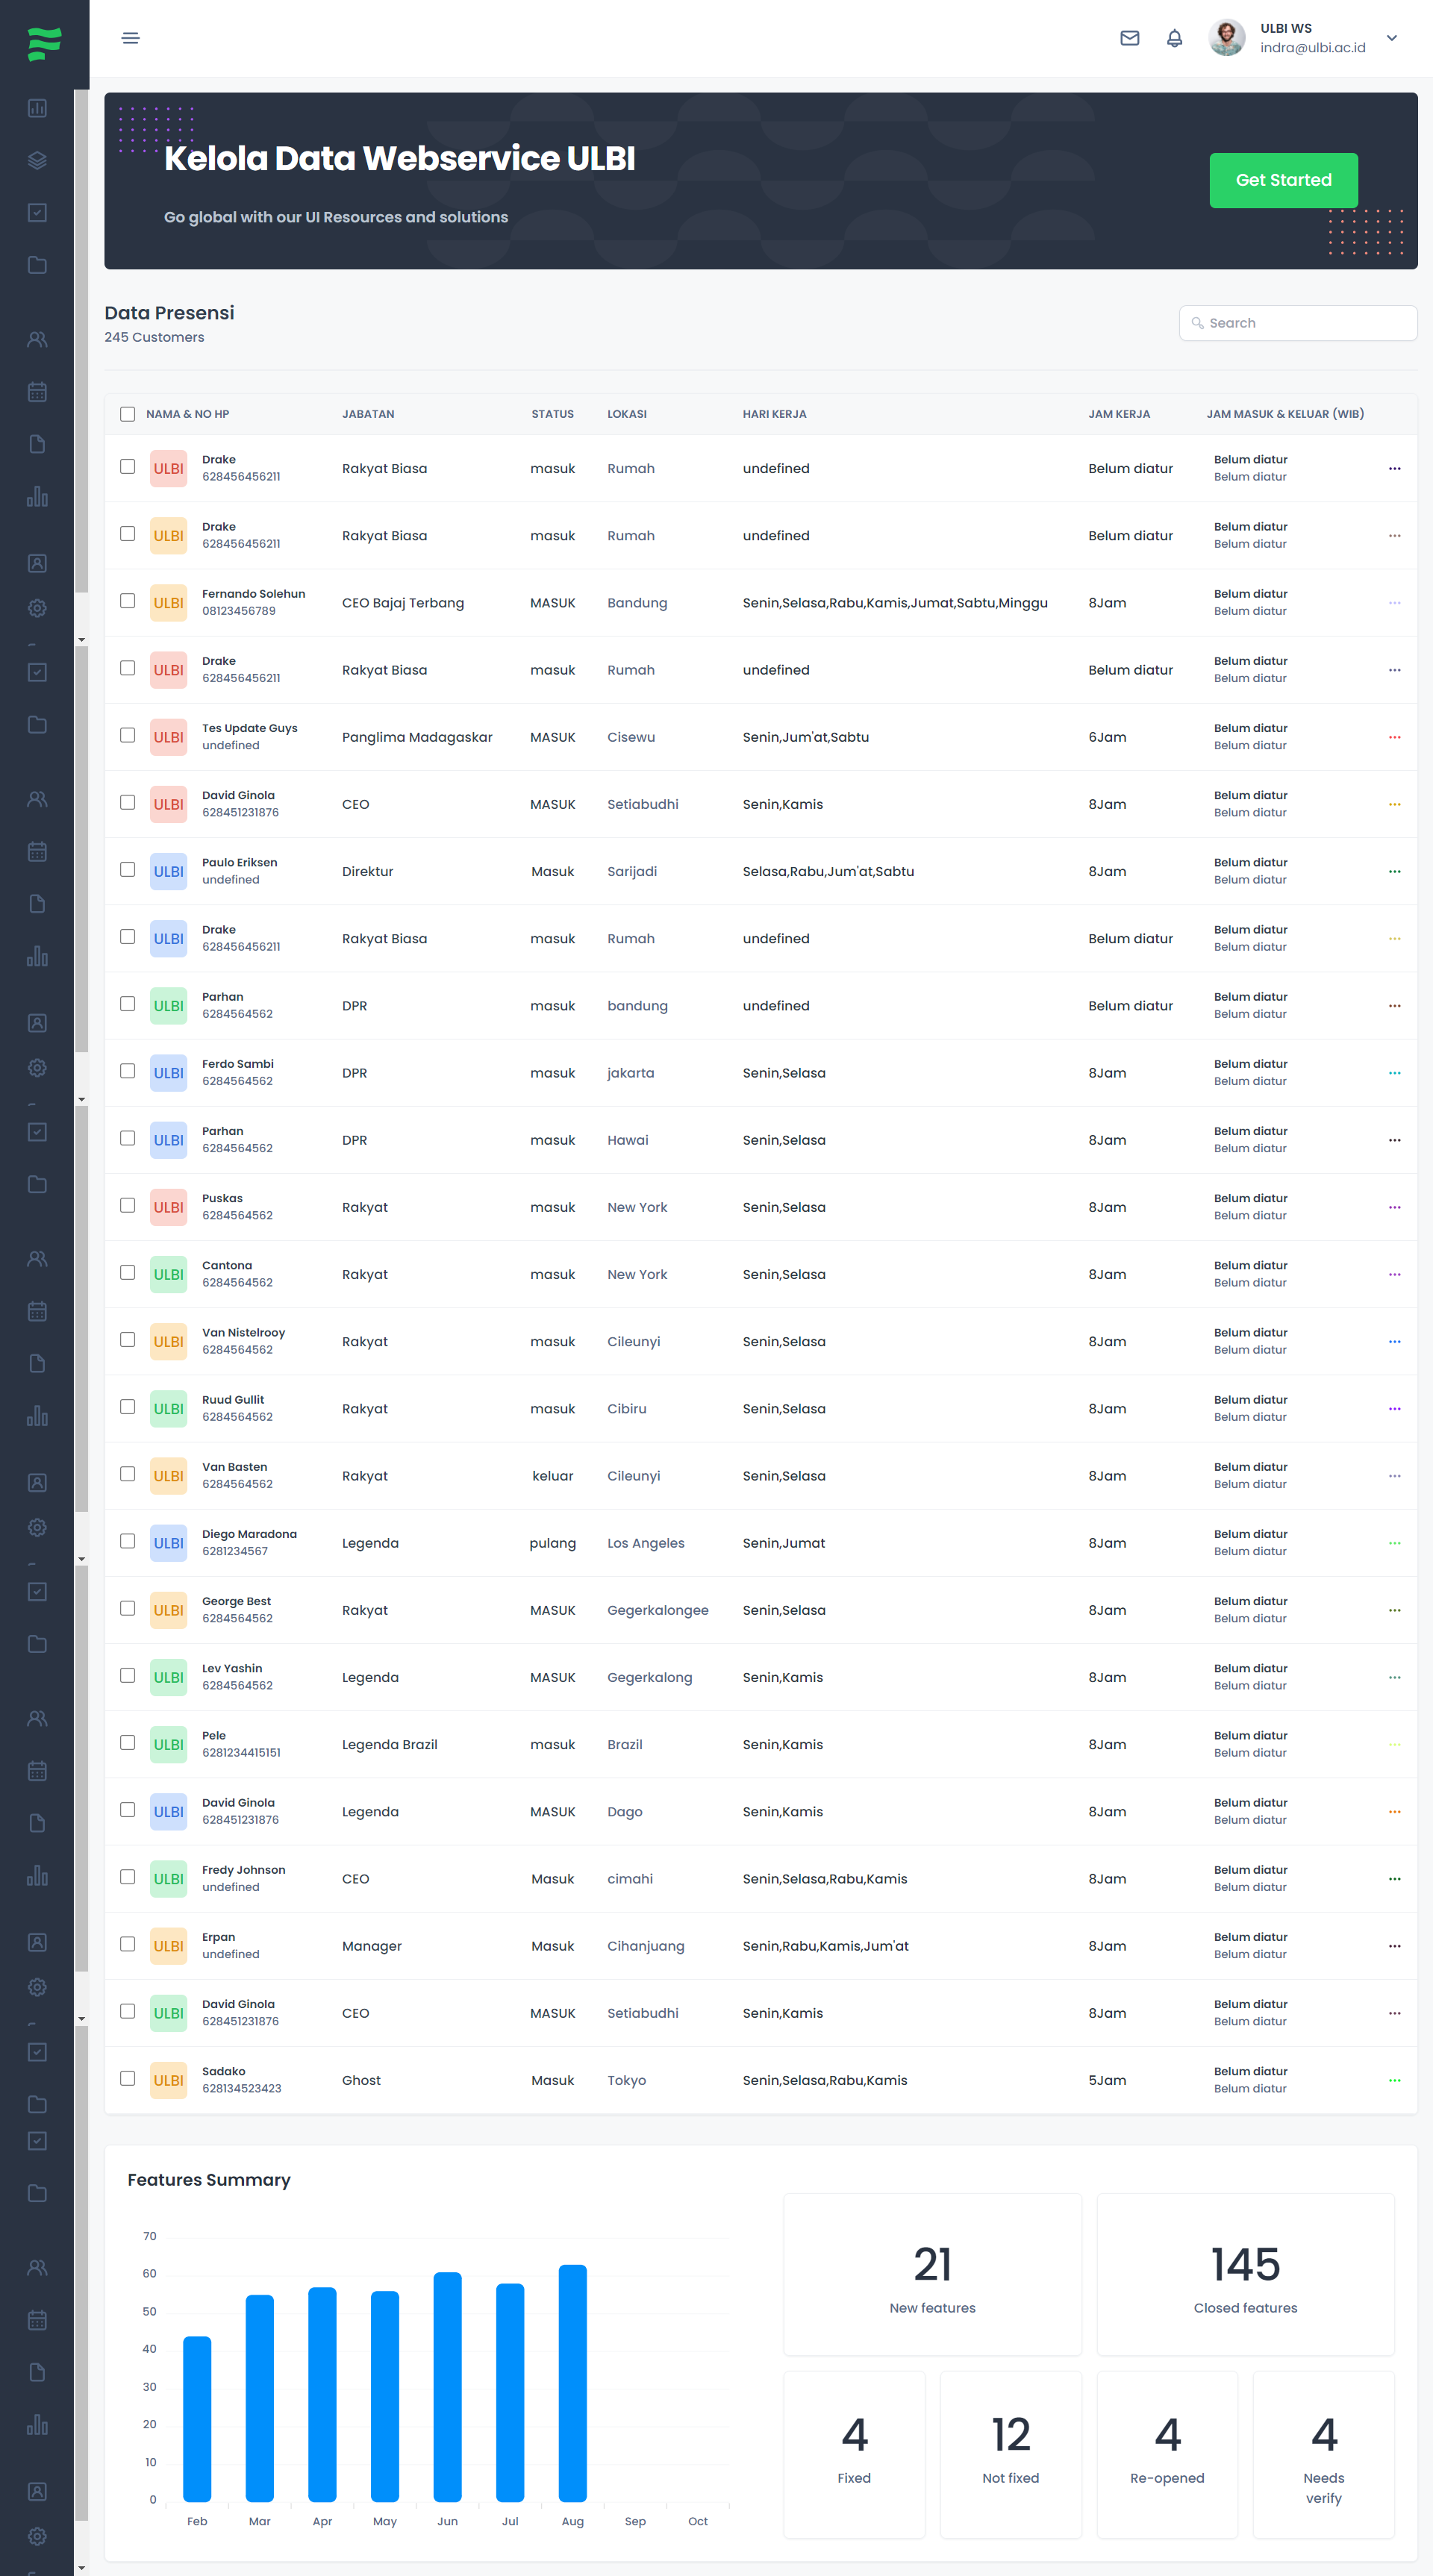 ULBI WS
indra@ulbi.ac.id
Kelola Data Webservice ULBI
Go global with our UI Resources and solutions
Get Started
Data Presensi
245 Customers
Search
NAMA & NO HP JABATAN STATUS LOKASI HARI KERJA JAM KERJA JAM MASUK & KELUAR (WIB)
Drake Belum diatur
ULBI Rakyat Biasa masuk Rumah undefined Belum diatur ...
628456456211 Belum diatur
Drake Belum diatur
ULBI Rakyat Biasa masuk Rumah undefined Belum diatur ...
628456456211 Belum diatur
Fernando Solehun Belum diatur
ULBI CEO Bajaj Terbang MASUK Bandung Senin,Selasa,Rabu,Kamis,Jumat,Sabtu,Minggu 8Jam ...
08123456789 Belum diatur
Drake Belum diatur
ULBI Rakyat Biasa masuk Rumah undefined Belum diatur ...
628456456211 Belum diatur
Tes Update Guys Belum diatur
ULBI Panglima Madagaskar MASUK Cisewu Senin,Jum'at,Sabtu 6Jam ...
undefined Belum diatur
David Ginola Belum diatur
ULBI CEO MASUK Setiabudhi Senin,Kamis 8Jam ...
628451231876 Belum diatur
Paulo Eriksen Belum diatur
ULBI Direktur Masuk Sarijadi Selasa,Rabu,Jum'at,Sabtu 8Jam ...
undefined Belum diatur
Drake Belum diatur
ULBI Rakyat Biasa masuk Rumah undefined Belum diatur ...
628456456211 Belum diatur
Parhan Belum diatur
ULBI DPR masuk bandung undefined Belum diatur ...
6284564562 Belum diatur
Ferdo Sambi Belum diatur
ULBI DPR masuk jakarta Senin,Selasa 8Jam ...
6284564562 Belum diatur
Parhan Belum diatur
ULBI DPR masuk Hawai Senin,Selasa 8Jam ...
6284564562 Belum diatur
Puskas Belum diatur
ULBI Rakyat masuk New York Senin,Selasa 8Jam ...
6284564562 Belum diatur
Cantona Belum diatur
ULBI Rakyat masuk New York Senin,Selasa 8Jam ...
6284564562 Belum diatur
Van Nistelrooy Belum diatur
ULBI Rakyat masuk Cileunyi Senin,Selasa 8Jam ...
6284564562 Belum diatur
Ruud Gullit Belum diatur
ULBI Rakyat masuk Cibiru Senin,Selasa 8Jam ...
6284564562 Belum diatur
Van Basten Belum diatur
ULBI Rakyat keluar Cileunyi Senin,Selasa 8Jam ...
6284564562 Belum diatur
Diego Maradona Belum diatur
ULBI Legenda pulang Los Angeles Senin,Jumat 8Jam ...
6281234567 Belum diatur
George Best Belum diatur
ULBI Rakyat MASUK Gegerkalongee Senin,Selasa 8Jam ...
6284564562 Belum diatur
Lev Yashin Belum diatur
ULBI Legenda MASUK Gegerkalong Senin,Kamis 8Jam ...
6284564562 Belum diatur
Pele Belum diatur
ULBI Legenda Brazil masuk Brazil Senin,Kamis 8Jam ...
6281234415151 Belum diatur
David Ginola Belum diatur
ULBI Legenda MASUK Dago Senin,Kamis 8Jam ...
628451231876 Belum diatur
Fredy Johnson Belum diatur
ULBI CEO Masuk cimahi Senin,Selasa,Rabu,Kamis 8Jam ...
undefined Belum diatur
Erpan Belum diatur
ULBI Manager Masuk Cihanjuang Senin,Rabu,Kamis,Jum'at 8Jam ...
undefined Belum diatur
David Ginola Belum diatur
ULBI CEO MASUK Setiabudhi Senin,Kamis 8Jam ...
628451231876 Belum diatur
Sadako Belum diatur
ULBI Ghost Masuk Tokyo Senin,Selasa,Rabu,Kamis 5Jam ...
628134523423 Belum diatur
Features Summary
70
60
50
40
30
20
10
0
Feb Mar Apr May Jun Jul Aug Sep Oct
21 145
New features Closed features
4 12 4 4
Fixed Not fixed Re-opened Needs
verify